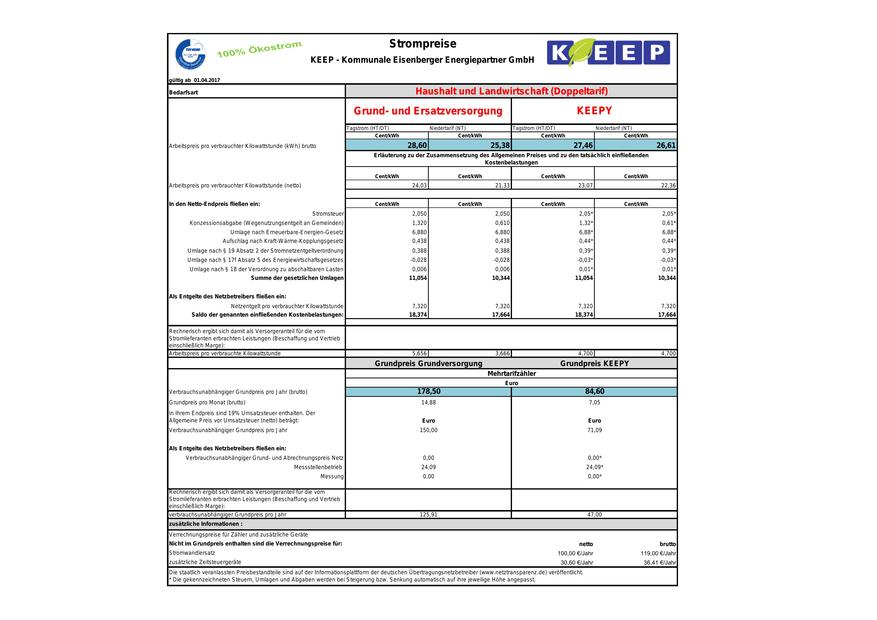 100% Ökostrom
Strompreise
KEEP - Kommunale Eisenberger Energiepartner GmbH
KEEP
gültig ab 01.04.2017
Bedarfsart Haushalt und Landwirtschaft (Doppeltarif)
Grund- und Ersatzversorgung KEEPY
Tagstrom (HT/DT) Niedertarif (NT) Tagstrom (HT/DT) Niedertarif (NT)
Cent/kWh Cent/kWh Cent/kWh Cent/kWh
Arbeitspreis pro verbrauchter Kilowattstunde (kWh) brutto 28,60 25,38 27,46 26,61
Erläuterung zu der Zusammensetzung des Allgemeinen Preises und zu den tatsächlich einfließenden
Kostenbelastungen
Cent/kWh Cent/kWh Cent/kWh Cent/kWh
Arbeitspreis pro verbrauchter Kilowattstunde (netto) 24,03 21,33 23,07 22,36
In den Netto-Endpreis fließen ein: Cent/kWh Cent/kWh Cent/kWh Cent/kWh
Stromsteuer 2,050 2,050 2,05* 2,05*
Konzessionsabgabe (Wegenutzungsentgelt an Gemeinden) 1,320 0,610 1,32* 0,61*
Umlage nach Erneuerbare-Energien-Gesetz 6,880 6,880 6,88* 6,88*
Aufschlag nach Kraft-Wärme-Kopplungsgesetz 0,438 0,438 0,44* 0,44*
Umlage nach § 19 Absatz 2 der Stromnetzentgeltverordnung 0,388 0,388 0,39* 0,39*
Umlage nach § 17f Absatz 5 des Energiewirtschaftsgesetzes -0,028 -0,028 -0,03* -0,03*
Umlage nach § 18 der Verordnung zu abschaltbaren Lasten 0,006 0,006 0,01* 0,01*
Summe der gesetzlichen Umlagen 11,054 10,344 11,054 10,344
Als Entgelte des Netzbetreibers fließen ein:
Netzentgelt pro verbrauchter Kilowattstunde 7,320 7,320 7,320 7,320
Saldo der genannten einfließenden Kostenbelastungen: 18,374 17,664 18,374 17,664
Rechnerisch ergibt sich damit als Versorgeranteil für die vom
Stromlieferanten erbrachten Leistungen (Beschaffung und Vertrieb
einschließlich Marge):
Arbeitspreis pro verbrauchte Kilowattstunde 5,656 3,666 4,700 4,700
Grundpreis Grundversorgung Grundpreis KEEPY
Mehrtarifzähler
Euro
Verbrauchsunabhängiger Grundpreis pro Jahr (brutto) 178,50 84,60
Grundpreis pro Monat (brutto) 14,88 7,05
In Ihrem Endpreis sind 19% Umsatzsteuer enthalten. Der
Allgemeine Preis vor Umsatzsteuer (netto) beträgt: Euro Euro
Verbrauchsunabhängiger Grundpreis pro Jahr 150,00 71,09
Als Entgelte des Netzbetreibers fließen ein:
Verbrauchsunabhängiger Grund- und Abrechnungspreis Netz 0,00 0,00*
Messstellenbetrieb 24,09 24,09*
Messung 0,00 0,00*
Rechnerisch ergibt sich damit als Versorgeranteil für die vom
Stromlieferanten erbrachten Leistungen (Beschaffung und Vertrieb
einschließlich Marge):
verbrauchsunabhängiger Grundpreis pro Jahr 125,91 47,00
zusätzliche Informationen :
Verrechnungspreise für Zähler und zusätzliche Geräte
Nicht im Grundpreis enthalten sind die Verrechnungspreise für: netto brutto
Stromwandlersatz 100,00 €/Jahr 119,00 €/Jahr
zusätzliche Zeitsteuergeräte 30,60 €/Jahr 36,41 €/Jahr
Die staatlich veranlassten Preisbestandteile sind auf der Informationsplattform der deutschen Übertragungsnetzbetreiber (www.netztransparenz.de) veröffentlicht.
* Die gekennzeichneten Steuern, Umlagen und Abgaben werden bei Steigerung bzw. Senkung automatisch auf ihre jeweilige Höhe angepasst.